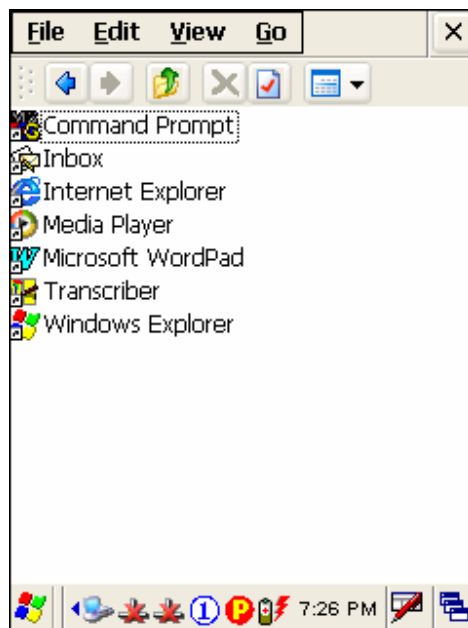 File Edit View Go
Command Prompt
Inbox
Internet Explorer
Media Player
Microsoft WordPad
Transcriber
Windows Explorer
1 P 7:26 PM